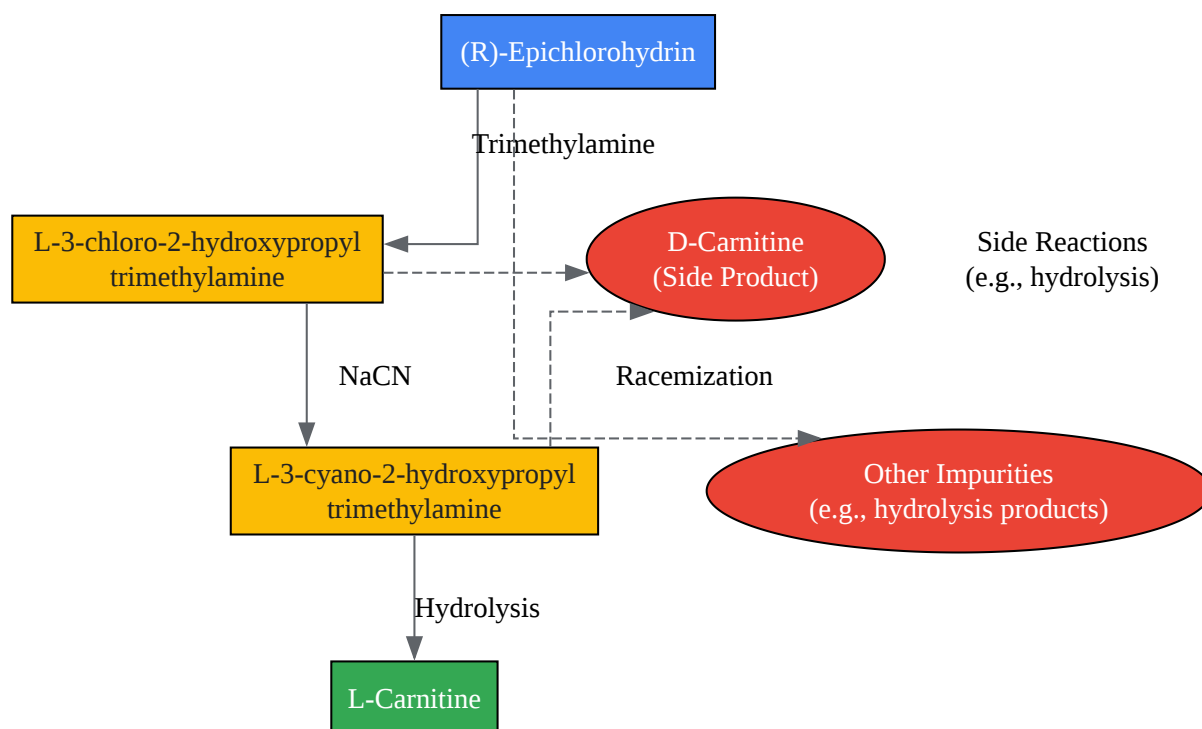 (R)-Epichlorohydrin
Trimethylamine
L-3-chloro-2-hydroxypropyl
trimethylamine
D-Carnitine
(Side Product)
Side Reactions
(e.g., hydrolysis)
NaCN
Racemization
L-3-cyano-2-hydroxypropyl
trimethylamine
Other Impurities
(e.g., hydrolysis products)
Hydrolysis
L-Carnitine